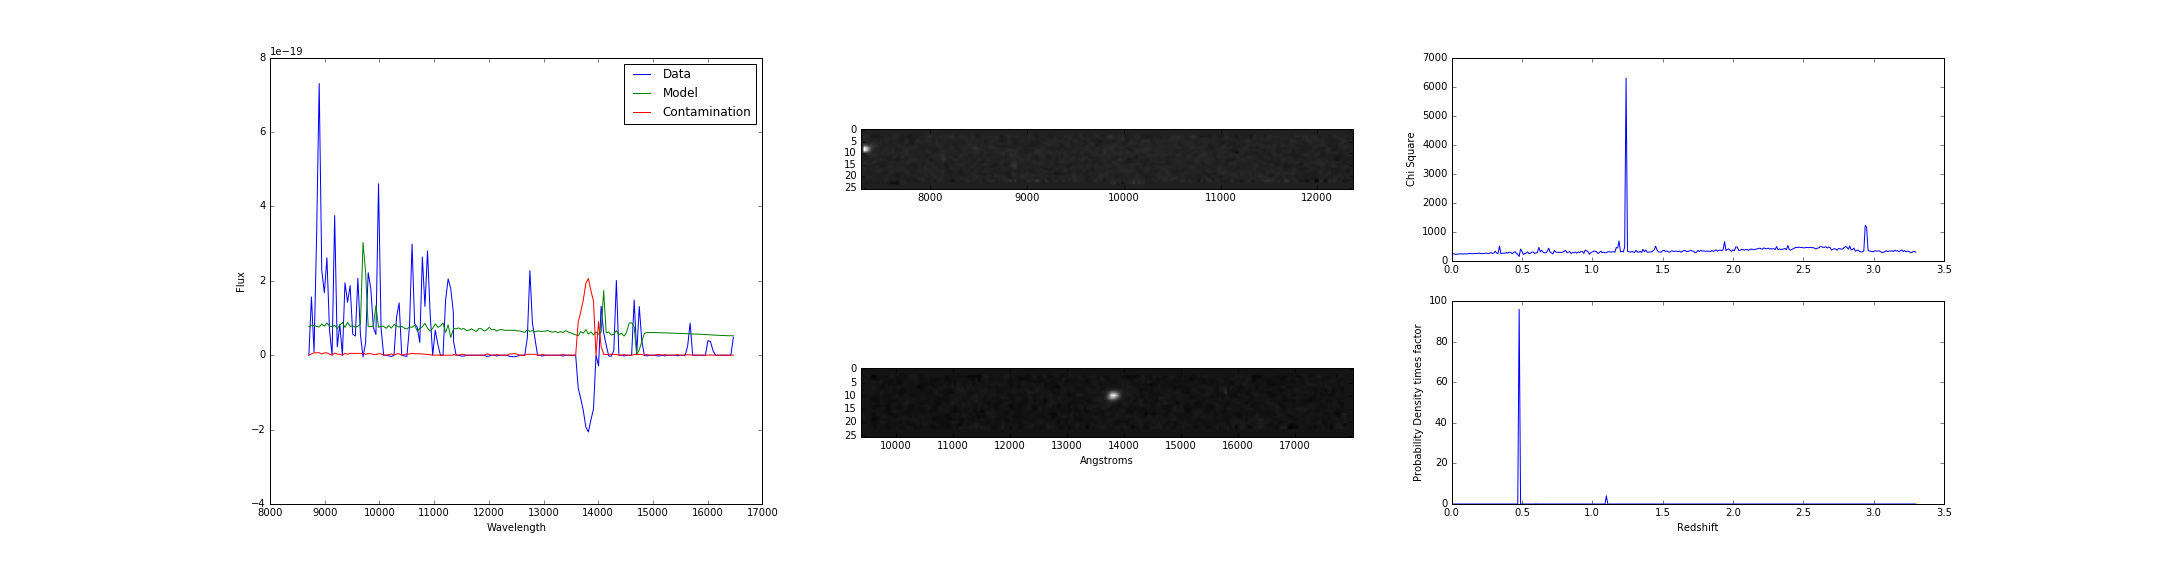 1e−19
8
6
4
2
0
−2
−4
Flux
Data
Model
Contamination
8000 9000 10000 11000 12000 13000 14000 15000 16000 17000
Wavelength
0
5
10
15
20
25
8000 9000 10000 11000 12000
0
5
10
15
20
25
10000 11000 12000 13000 14000 15000 16000 17000
Angstroms
7000
6000
5000
4000
3000
2000
1000
0
Chi Square
0.0 0.5 1.0 1.5 2.0 2.5 3.0 3.5
100
80
60
40
20
0
Probability Density times factor
0.0 0.5 1.0 1.5 2.0 2.5 3.0 3.5
Redshift